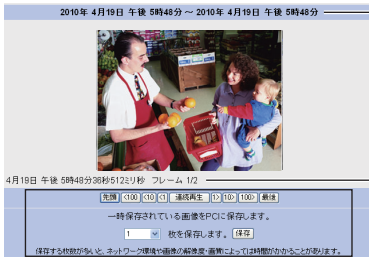 2010年 4月19日 午後 5時48分 ～ 2010年 4月19日 午後 5時48分
4月19日 午後 5時48分36秒512ミリ秒 フレーム 1/2
先頭 <100 <10 <1 連続再生 1> 10> 100> 最後
一時保存されている画像をPCに保存します。
1 枚を保存します。 保存
保存する枚数が多いと、ネットワーク環境や画像の解像度・画質によっては時間がかかることがあります。